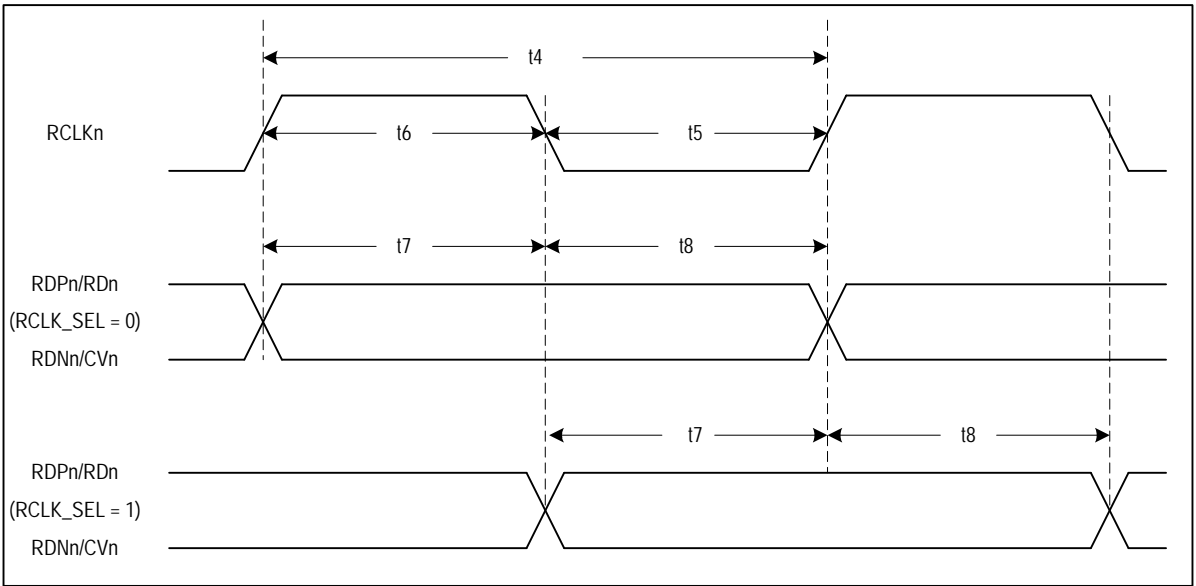 t4
RCLKn
t6
t5
t7
t8
RDPn/RDn
(RCLK_SEL = 0)
RDNn/CVn
t7
t8
RDPn/RDn
(RCLK_SEL = 1)
RDNn/CVn